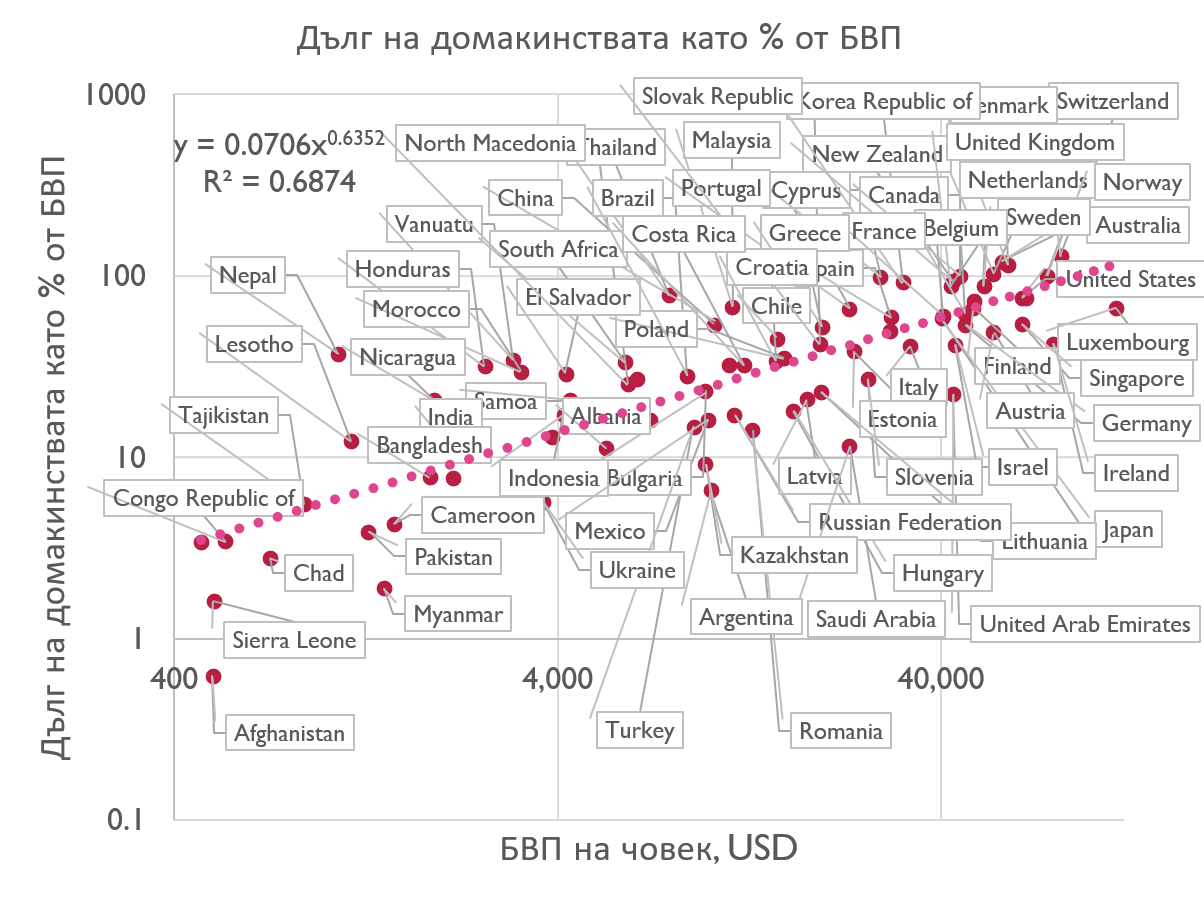 Дълг на домакинствата като % от БВП
Дълг на домакинствата като % от БВП
1000
100
10
1
0.1
y = 0.0706x^0.6352
R² = 0.6874
Slovak Republic
Korea Republic of
enmark
Switzerland
North Macedonia
Thailand
Malaysia
New Zealand
United Kingdom
China
Brazil
Portugal
Cyprus
Canada
Netherlands
Norway
Vanuatu
South Africa
Costa Rica
Greece
France
Belgium
Sweden
Australia
Nepal
Honduras
Croatia
pain
United States
Morocco
El Salvador
Chile
Lesotho
Nicaragua
Poland
Luxembourg
Finland
Singapore
Tajikistan
India
Samoa
Albania
Italy
Estonia
Austria
Germany
Bangladesh
Congo Republic of
Indonesia
Bulgaria
Latvia
Slovenia
Israel
Ireland
Cameroon
Mexico
Russian Federation
Lithuania
Japan
Pakistan
Chad
Ukraine
Kazakhstan
Hungary
Myanmar
Argentina
Saudi Arabia
United Arab Emirates
Sierra Leone
400
4,000
40,000
Afghanistan
Turkey
Romania
БВП на човек, USD